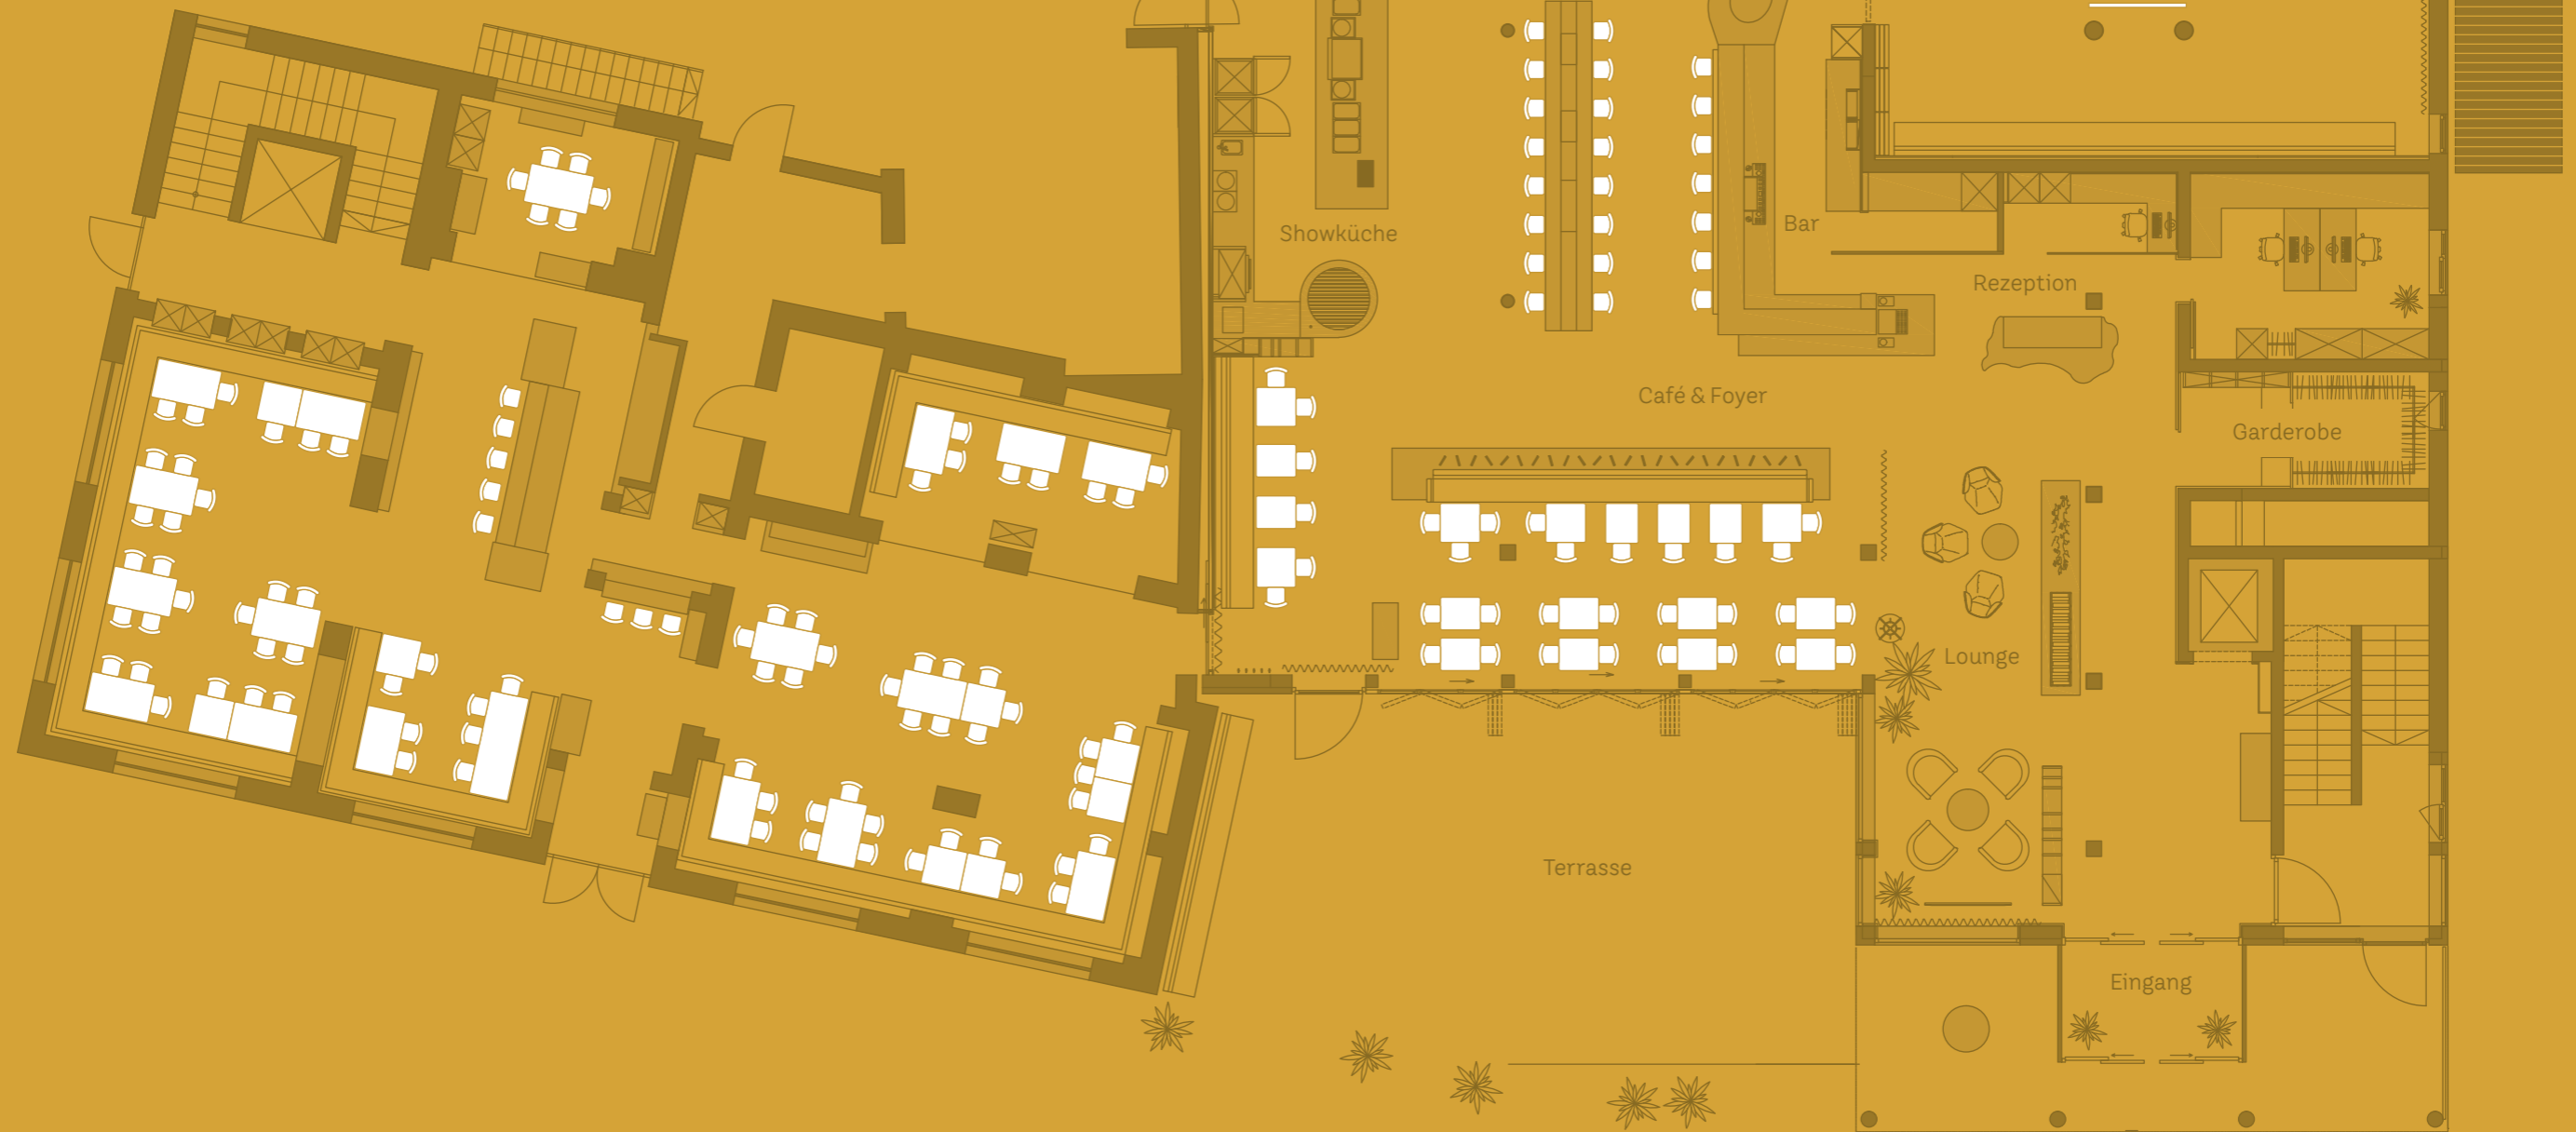 Showküche
Bar
Rezeption
Café & Foyer
Garderobe
Lounge
Terrasse
Eingang